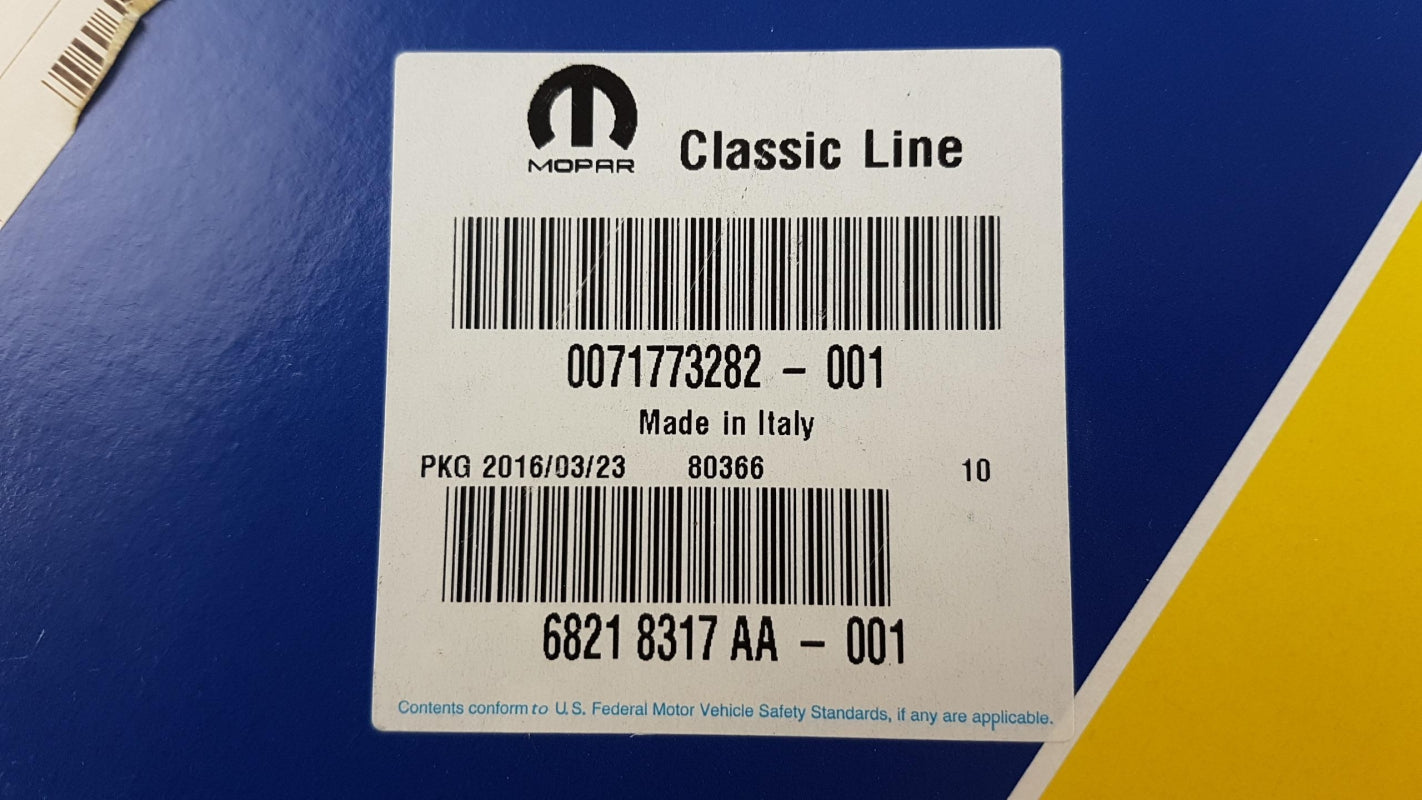 MOPAR
Classic Line
0071773282 – 001
Made in Italy
PKG 2016/03/23 80366 10
6821 8317 AA – 001
Contents conform to U.S. Federal Motor Vehicle Safety Standards, if any are applicable.